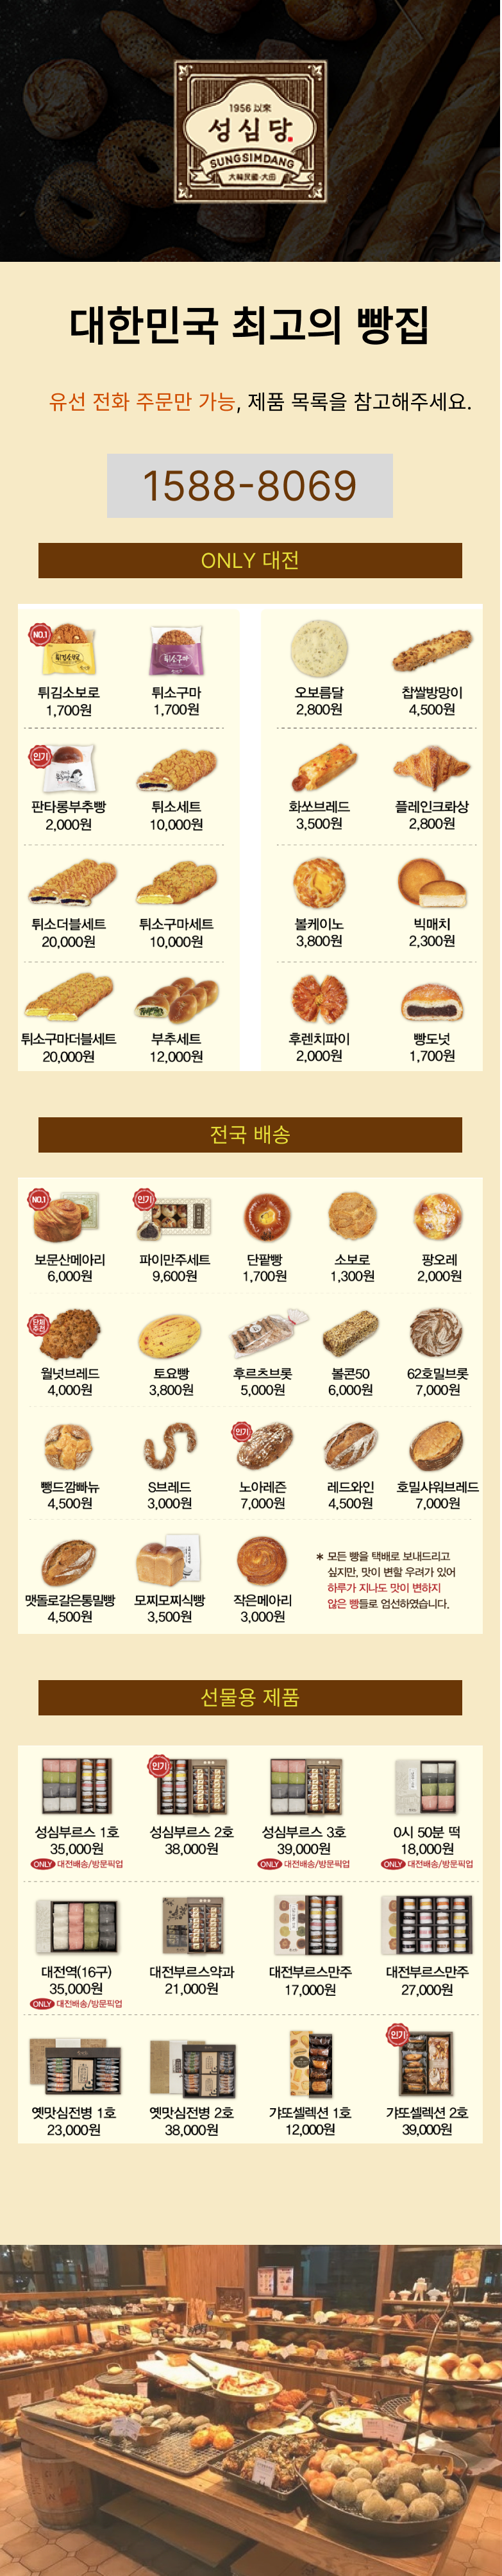 1956 以來
성심당
SUNGSIMDANG
大韓民國·大田
대한민국 최고의 빵집
유선 전화 주문만 가능, 제품 목록을 참고해주세요.
1588-8069
ONLY 대전
NO.1
튀김소보로 튀소구마 오보름달 찹쌀방망이
1,700원 1,700원 2,800원 4,500원
인기
판타롱부추빵 튀소세트 화쏘브레드 플레인크롸상
2,000원 10,000원 3,500원 2,800원
튀소더블세트 튀소구마세트 볼케이노 빅매치
20,000원 10,000원 3,800원 2,300원
튀소구마더블세트 부추세트 후렌치파이 빵도넛
20,000원 12,000원 2,000원 1,700원
전국 배송
NO.1 인기
보문산메아리 파이만주세트 단팥빵 소보로 팡오레
6,000원 9,600원 1,700원 1,300원 2,000원
단체
추천
월넛브레드 토요빵 후르츠브롯 볼콘50 62호밀브롯
4,000원 3,800원 5,000원 6,000원 7,000원
인기
뺑드깜빠뉴 S브레드 노아레즌 레드와인 호밀샤워브레드
4,500원 3,000원 7,000원 4,500원 7,000원
맷돌로갈은통밀빵 모찌모찌식빵 작은메아리
4,500원 3,500원 3,000원
* 모든 빵을 택배로 보내드리고
싶지만, 맛이 변할 우려가 있어
하루가 지나도 맛이 변하지
않은 빵들로 엄선하였습니다.
선물용 제품
인기
성심부르스 1호 성심부르스 2호 성심부르스 3호 0시 50분 떡
35,000원 38,000원 39,000원 18,000원
ONLY 대전배송/방문픽업 ONLY 대전배송/방문픽업 ONLY 대전배송/방문픽업
대전역(16구) 대전부르스약과 대전부르스만주 대전부르스만주
35,000원 21,000원 17,000원 27,000원
ONLY 대전배송/방문픽업
인기
옛맛심전병 1호 옛맛심전병 2호 갸또셀렉션 1호 갸또셀렉션 2호
23,000원 38,000원 12,000원 39,000원